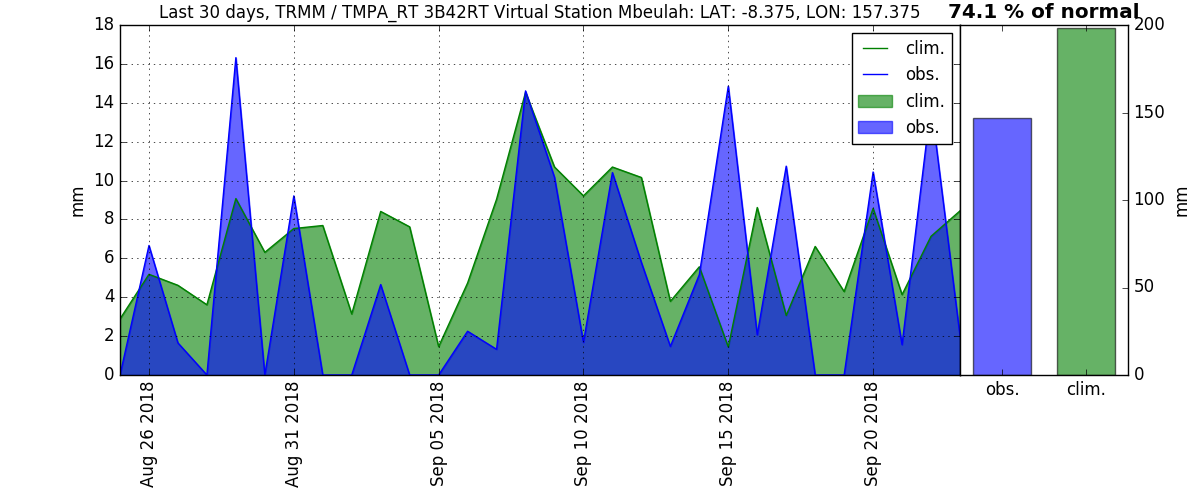 Last 30 days, TRMM / TMPA_RT 3B42RT Virtual Station Mbeulah: LAT: -8.375, LON: 157.375
74.1 % of normal
18
16
14
12
10
8
6
4
2
0
mm
clim.
obs.
clim.
obs.
Aug 26 2018
Aug 31 2018
Sep 05 2018
Sep 10 2018
Sep 15 2018
Sep 20 2018
200
150
100
50
0
mm
obs.
clim.